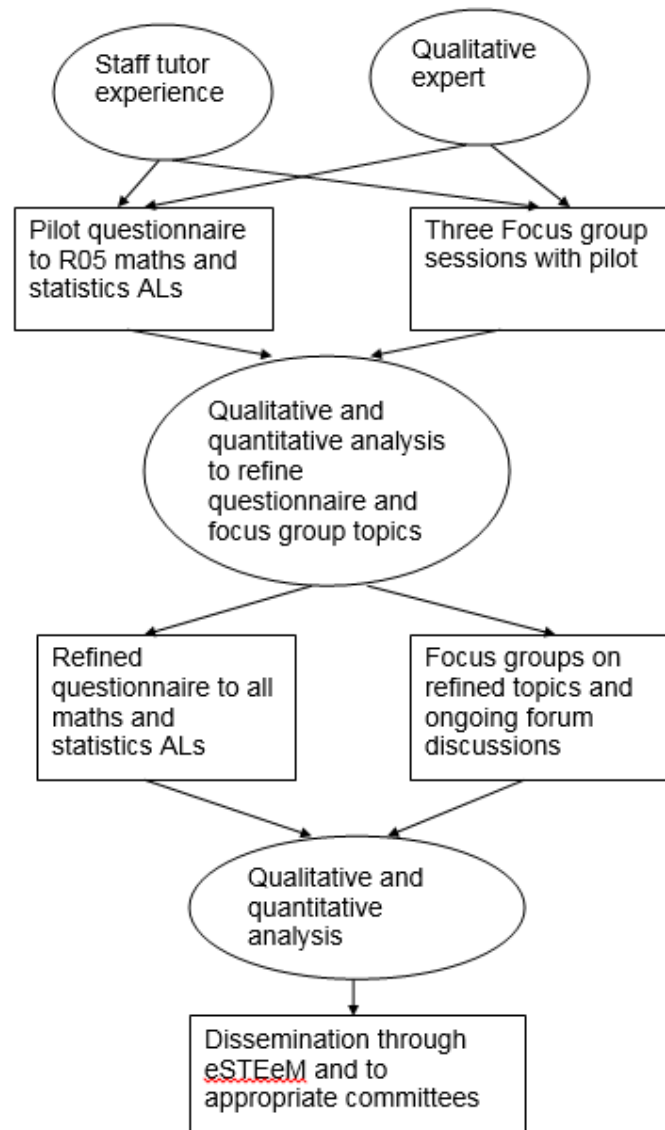 Staff tutor
experience
Qualitative
expert
Pilot questionnaire
to R05 maths and
statistics ALs
Three Focus group
sessions with pilot
Qualitative and
quantitative analysis
to refine
questionnaire and
focus group topics
Refined
questionnaire to all
maths and
statistics ALs
Focus groups on
refined topics and
ongoing forum
discussions
Qualitative and
quantitative
analysis
Dissemination through
eSTEeM and to
appropriate committees